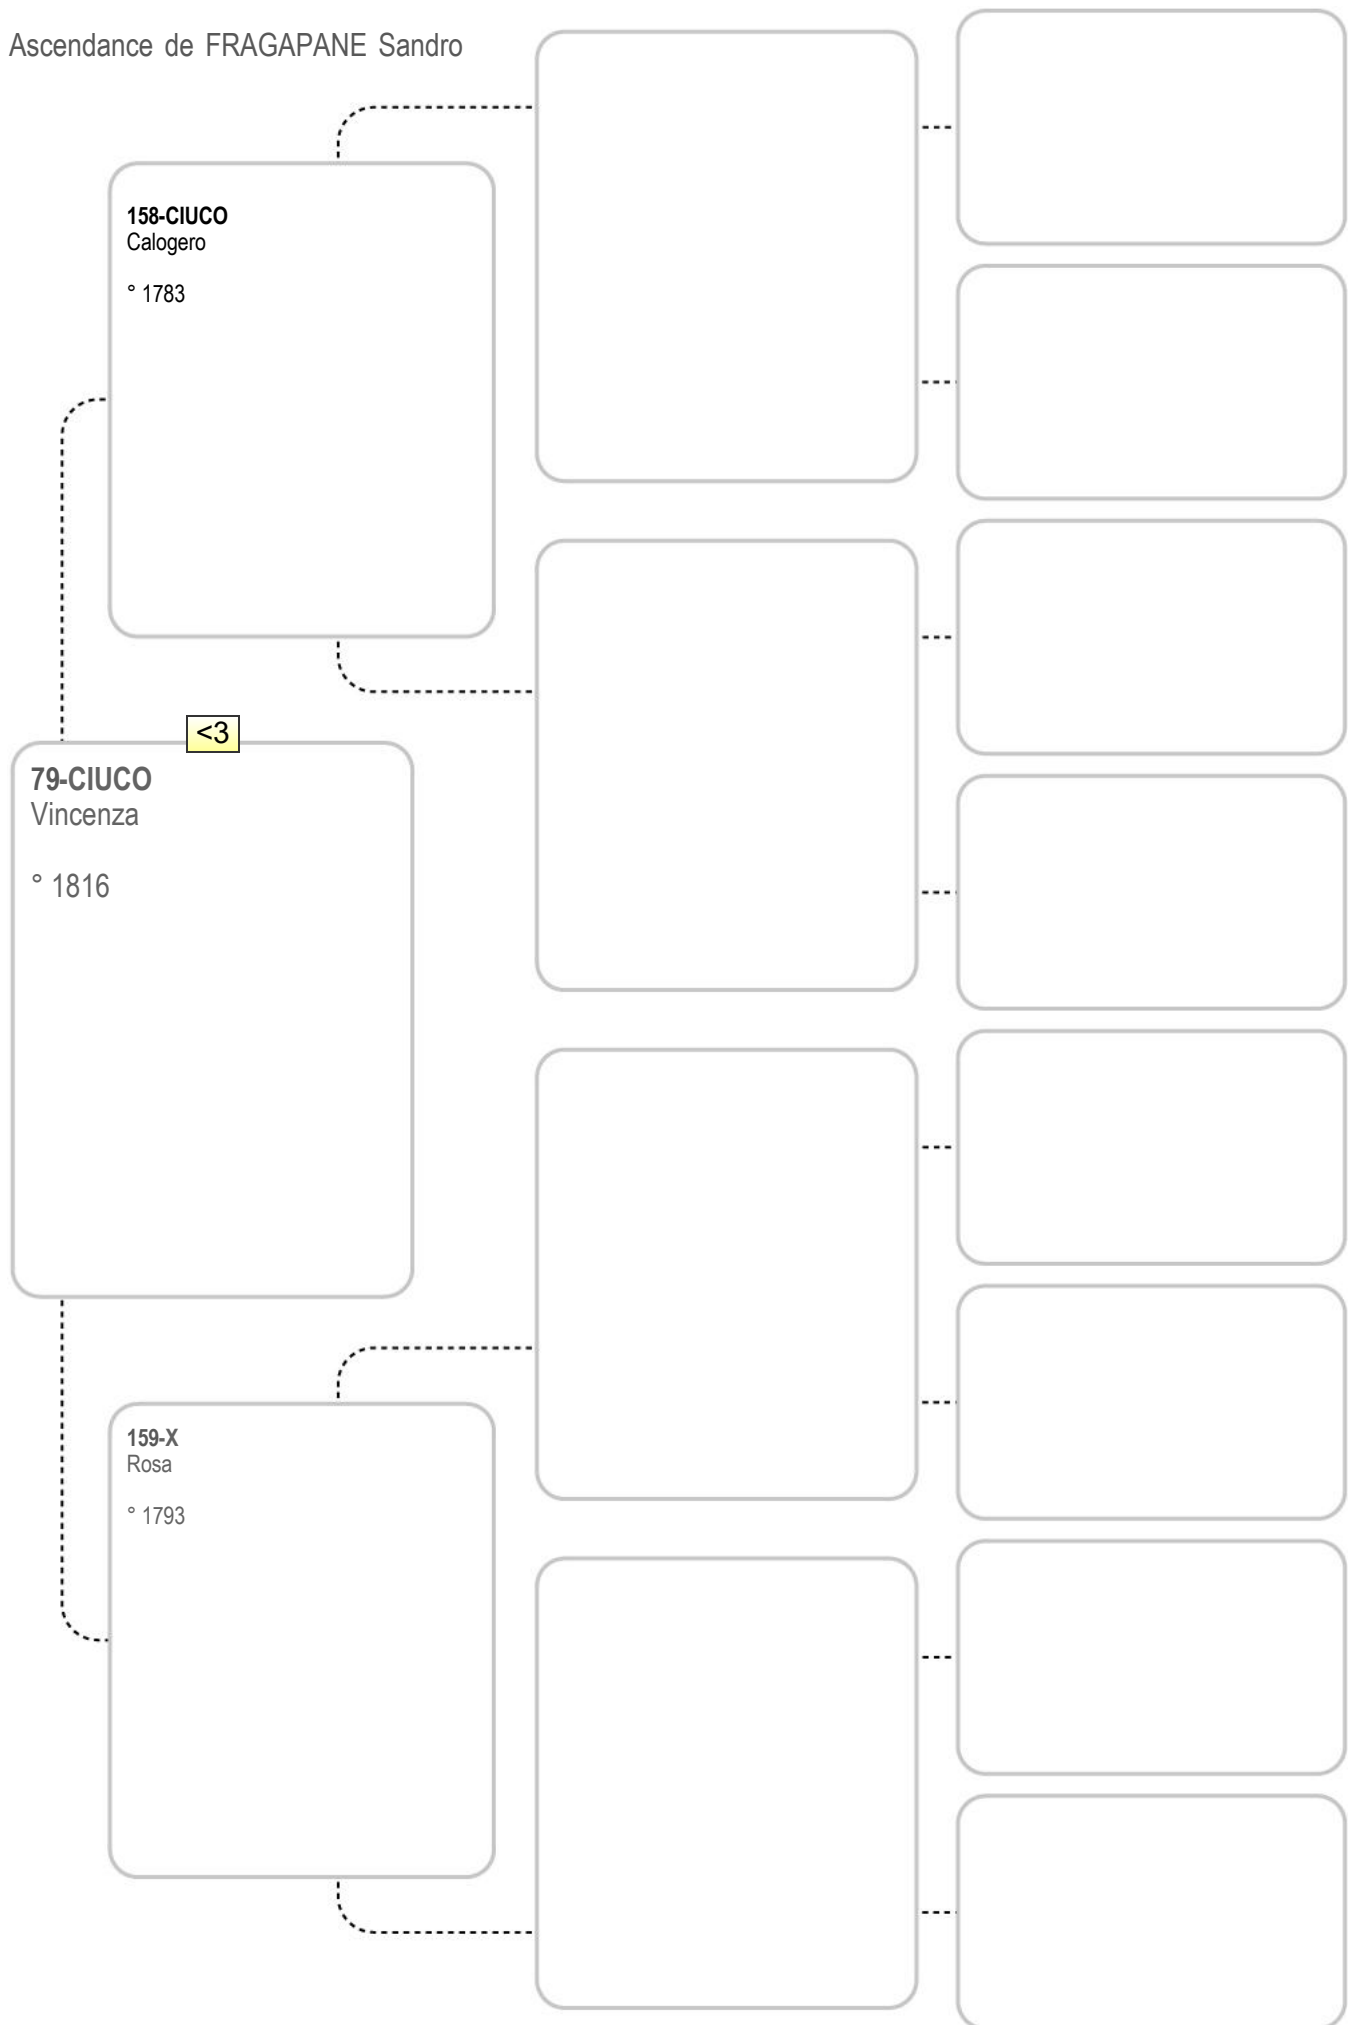 Ascendance de FRAGAPANE Sandro
158-CIUCO
Calogero
° 1783
<3
79-CIUCO
Vincenza
° 1816
159-X
Rosa
° 1793